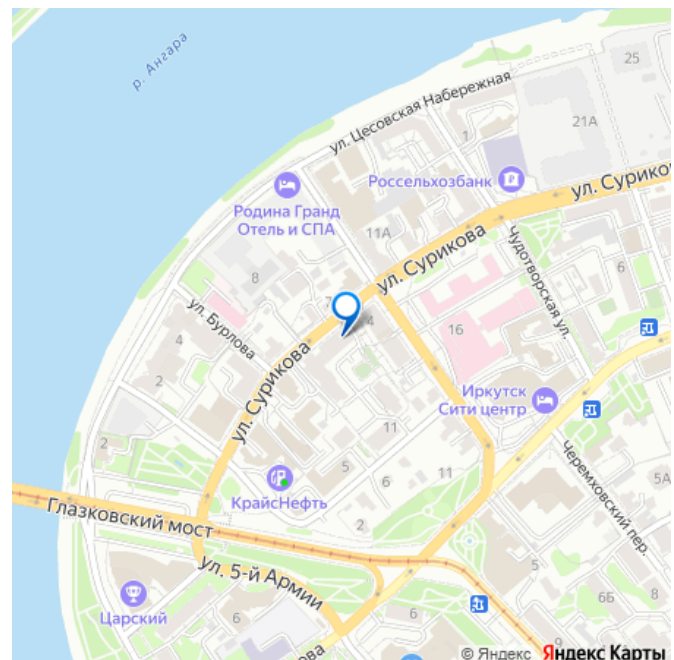 25
р. Ангара
ул. Цесовская Набережная
1
21А
Россельхозбанк
ул. Сурико
Родина Гранд
Отель и СПА
11А
ул. Сурикова
Чудотворская ул.
8
6
7
4
16
ул. Бурлова
4
2
ул. Сурикова
Иркутск
Сити центр
11
2
5
6
11
КрайсНефть
2
Черемховский пер.
5А
Глазковский мост
ул. 5-й Армии
Царский
6
6
6Б
8
9
ова
© Яндекс Яндекс Карты